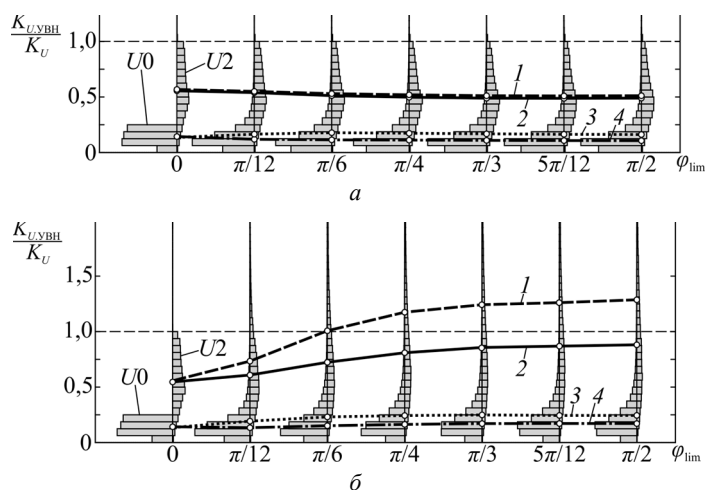 K_U.УВН
K_U
1,0
U0
U2
1
0,5
2
3
4
0
0
π/12
π/6
π/4
π/3
5π/12
π/2
φ_lim
а
K_U.УВН
K_U
1,5
1
1,0
U2
2
U0
0,5
3
4
0
0
π/12
π/6
π/4
π/3
5π/12
π/2
φ_lim
б